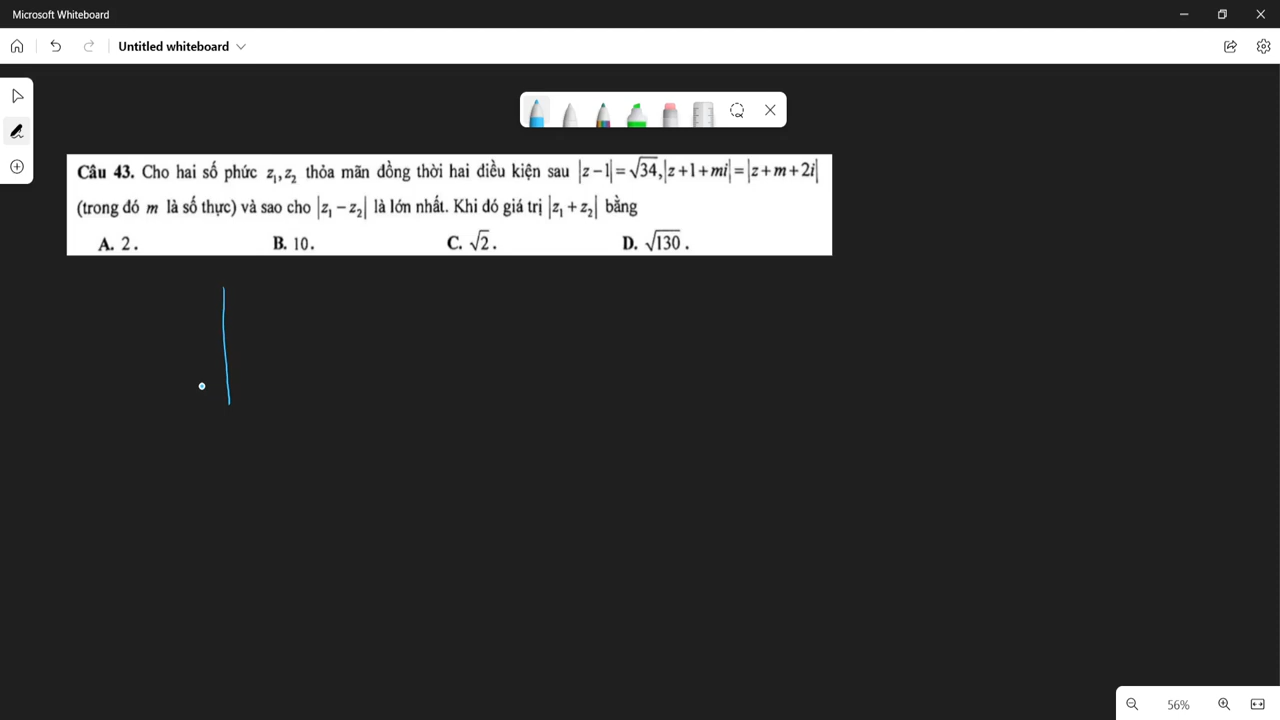 Microsoft Whiteboard
Untitled whiteboard
Câu 43. Cho hai số phức z₁,z₂ thỏa mãn đồng thời hai điều kiện sau |z−1|=√34,|z+1+mi|=|z+m+2i|
(trong đó m là số thực) và sao cho |z₁−z₂| là lớn nhất. Khi đó giá trị |z₁+z₂| bằng
A. 2. B. 10. C. √2. D. √130.
56%